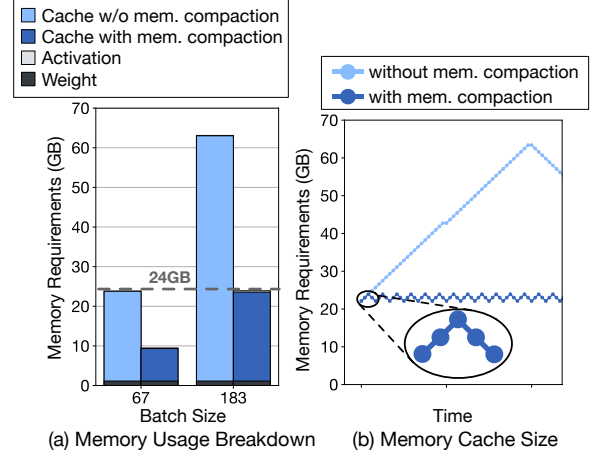 Cache w/o mem. compaction
Cache with mem. compaction
Activation
Weight
70
60
50
40
30
20
10
0
Memory Requirements (GB)
24GB
67
183
Batch Size
(a) Memory Usage Breakdown
without mem. compaction
with mem. compaction
70
60
50
40
30
20
10
0
Memory Requirements (GB)
Time
(b) Memory Cache Size